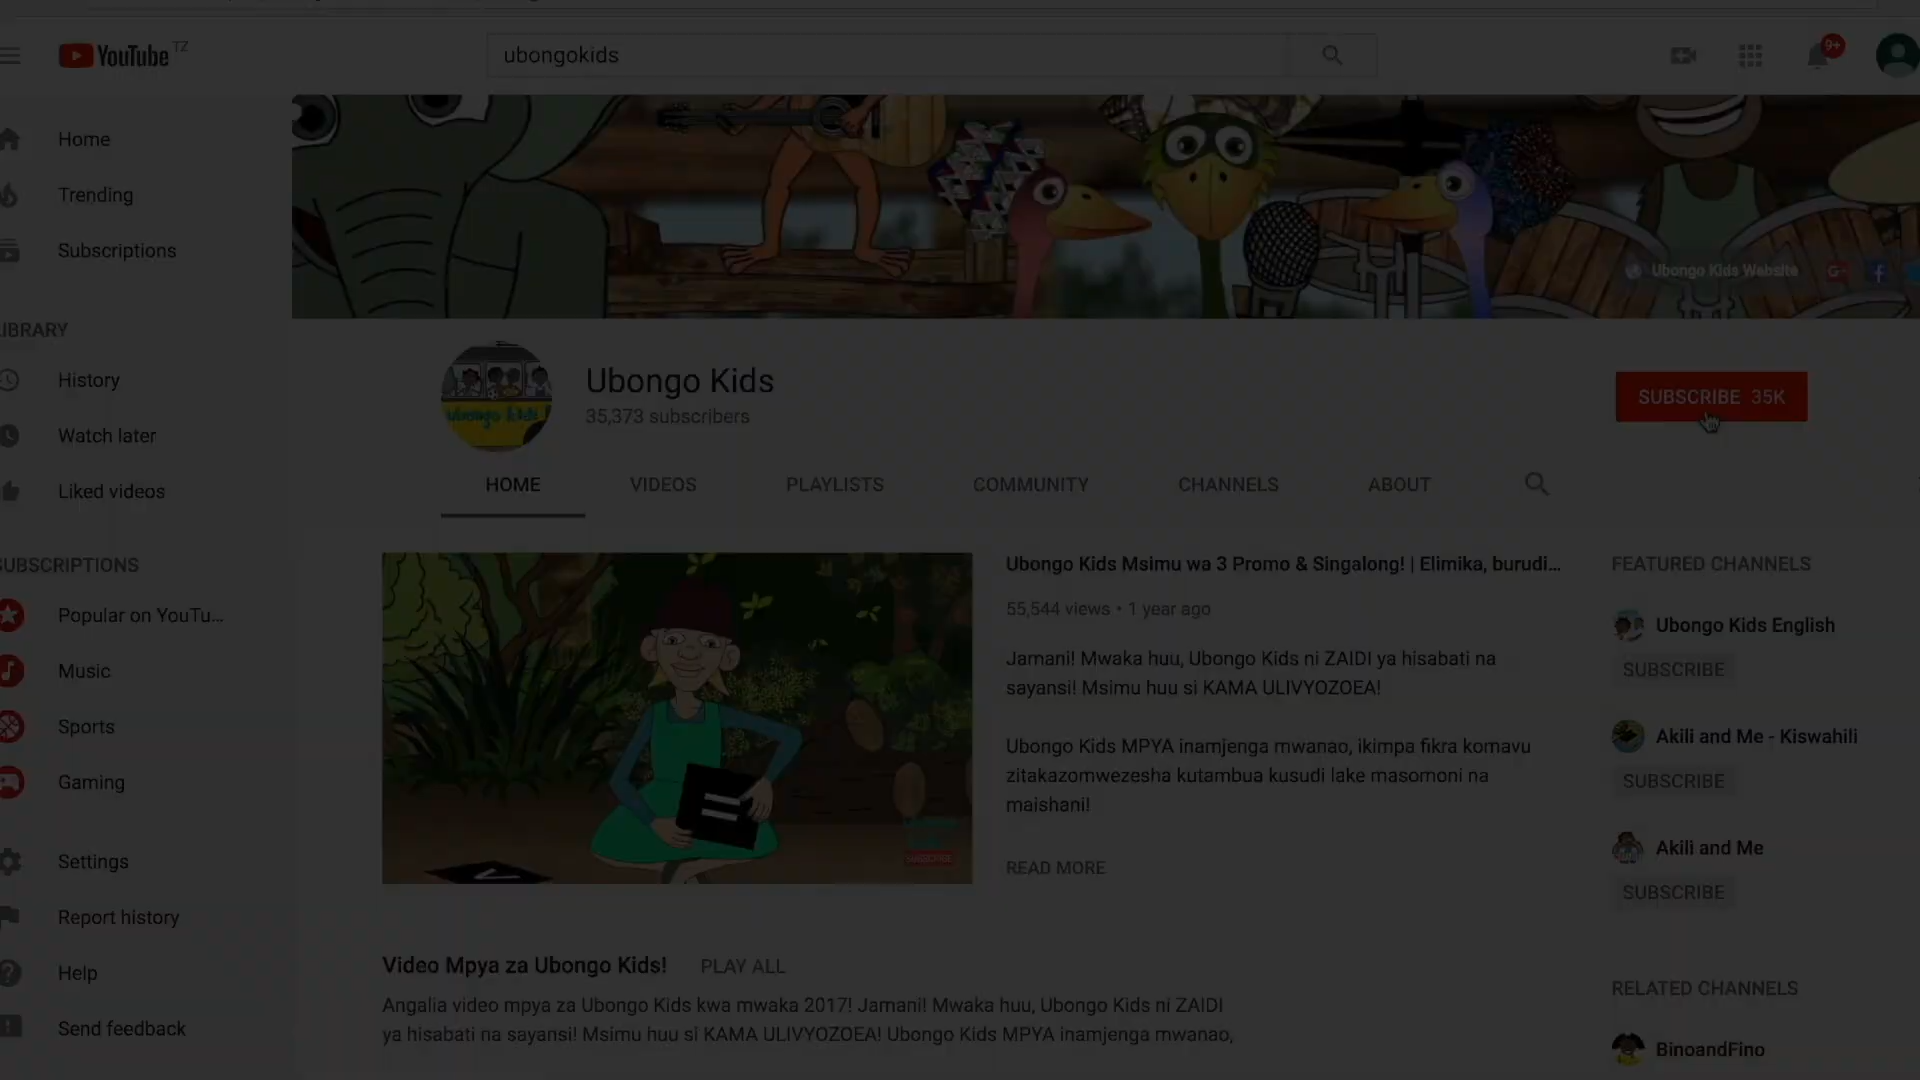 YouTube TZ
ubongokids
9+
Home
Trending
Subscriptions
Ubongo Kids Website
G+
f
IBRARY
History
Watch later
Liked videos
ubongo kids
Ubongo Kids
35,373 subscribers
SUBSCRIBE 35K
HOME
VIDEOS
PLAYLISTS
COMMUNITY
CHANNELS
ABOUT
UBSCRIPTIONS
Popular on YouTu...
Music
Sports
Gaming
Settings
Report history
Help
Send feedback
SUBSCRIBE
Ubongo Kids Msimu wa 3 Promo & Singalong! | Elimika, burudi...
55,544 views • 1 year ago
Jamani! Mwaka huu, Ubongo Kids ni ZAIDI ya hisabati na
sayansi! Msimu huu si KAMA ULIVYOZOEA!
Ubongo Kids MPYA inamjenga mwanao, ikimpa fikra komavu
zitakazomwezesha kutambua kusudi lake masomoni na
maishani!
READ MORE
FEATURED CHANNELS
Ubongo Kids English
SUBSCRIBE
Akili and Me - Kiswahili
SUBSCRIBE
Akili and Me
SUBSCRIBE
Video Mpya za Ubongo Kids! PLAY ALL
Angalia video mpya za Ubongo Kids kwa mwaka 2017! Jamani! Mwaka huu, Ubongo Kids ni ZAIDI
ya hisabati na sayansi! Msimu huu si KAMA ULIVYOZOEA! Ubongo Kids MPYA inamjenga mwanao,
RELATED CHANNELS
BinoandFino